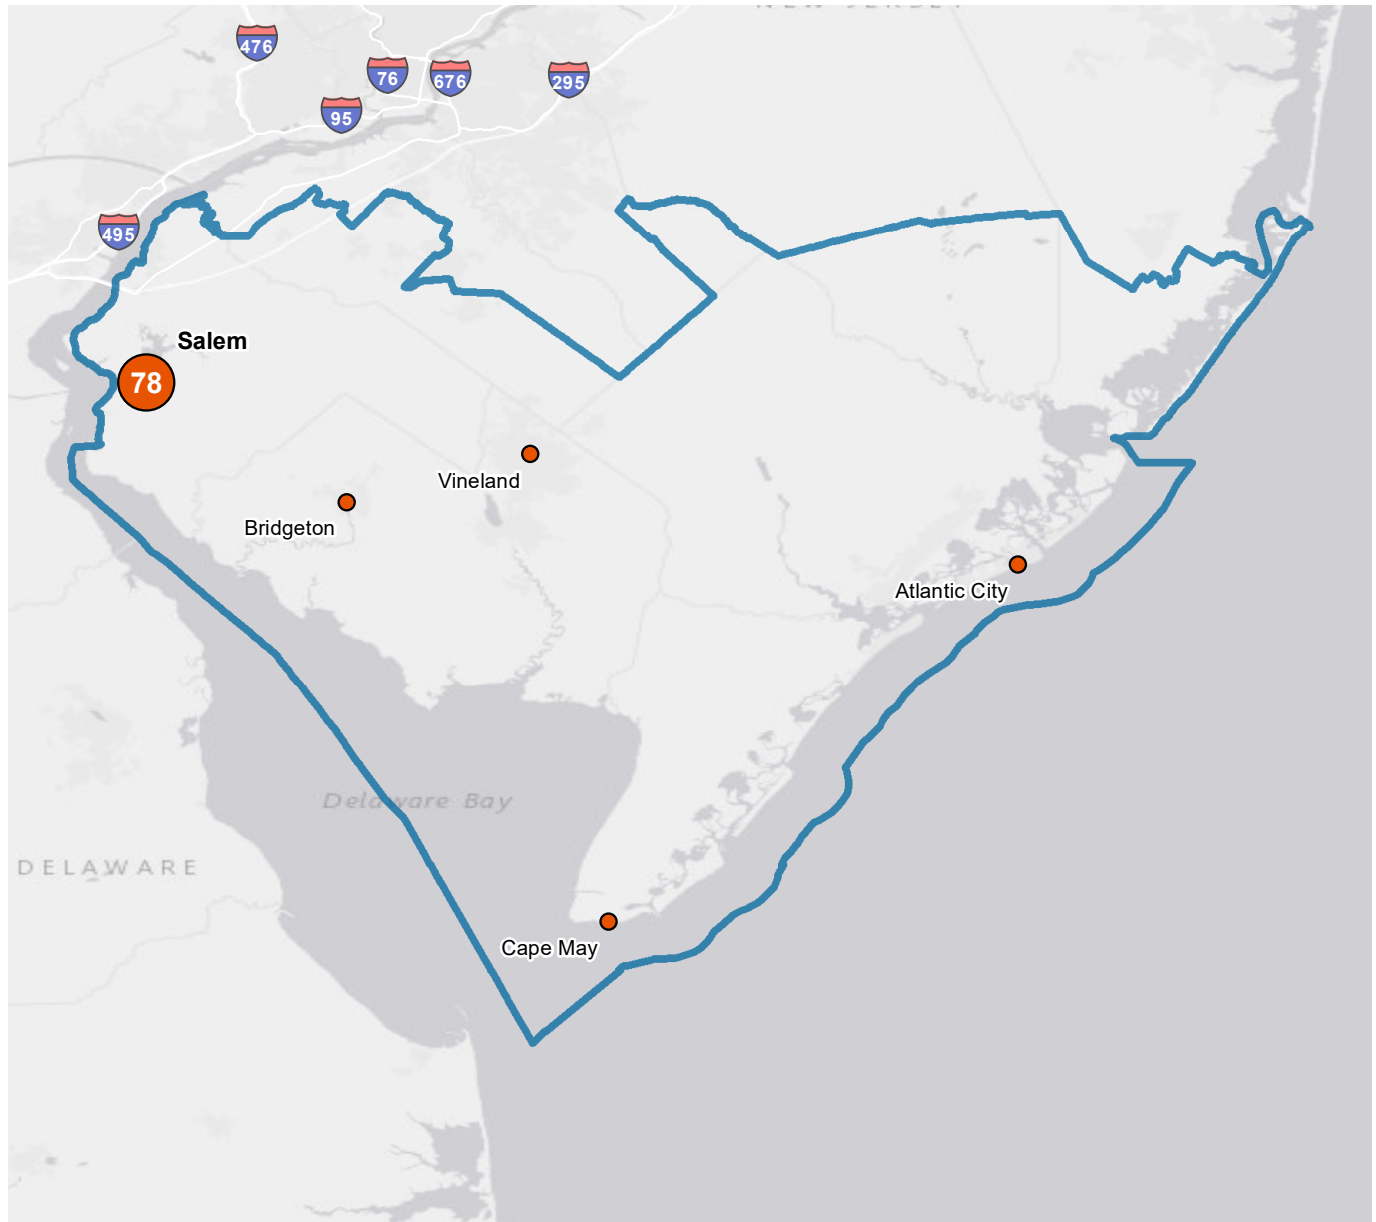 NEW JERSEY
476
76
676
295
95
495
Salem
78
Vineland
Bridgeton
Atlantic City
Delaware Bay
DELAWARE
Cape May